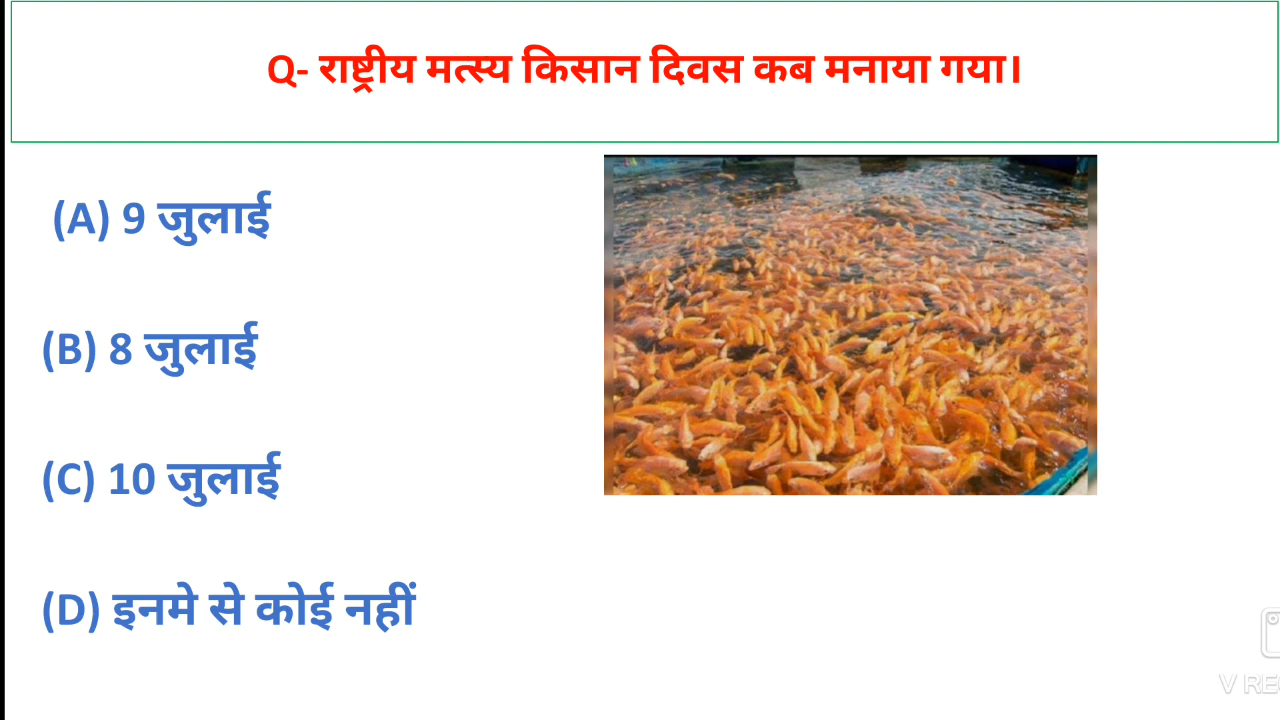 Q- राष्ट्रीय मत्स्य किसान दिवस कब मनाया गया।
(A) 9 जुलाई
(B) 8 जुलाई
(C) 10 जुलाई
(D) इनमे से कोई नहीं